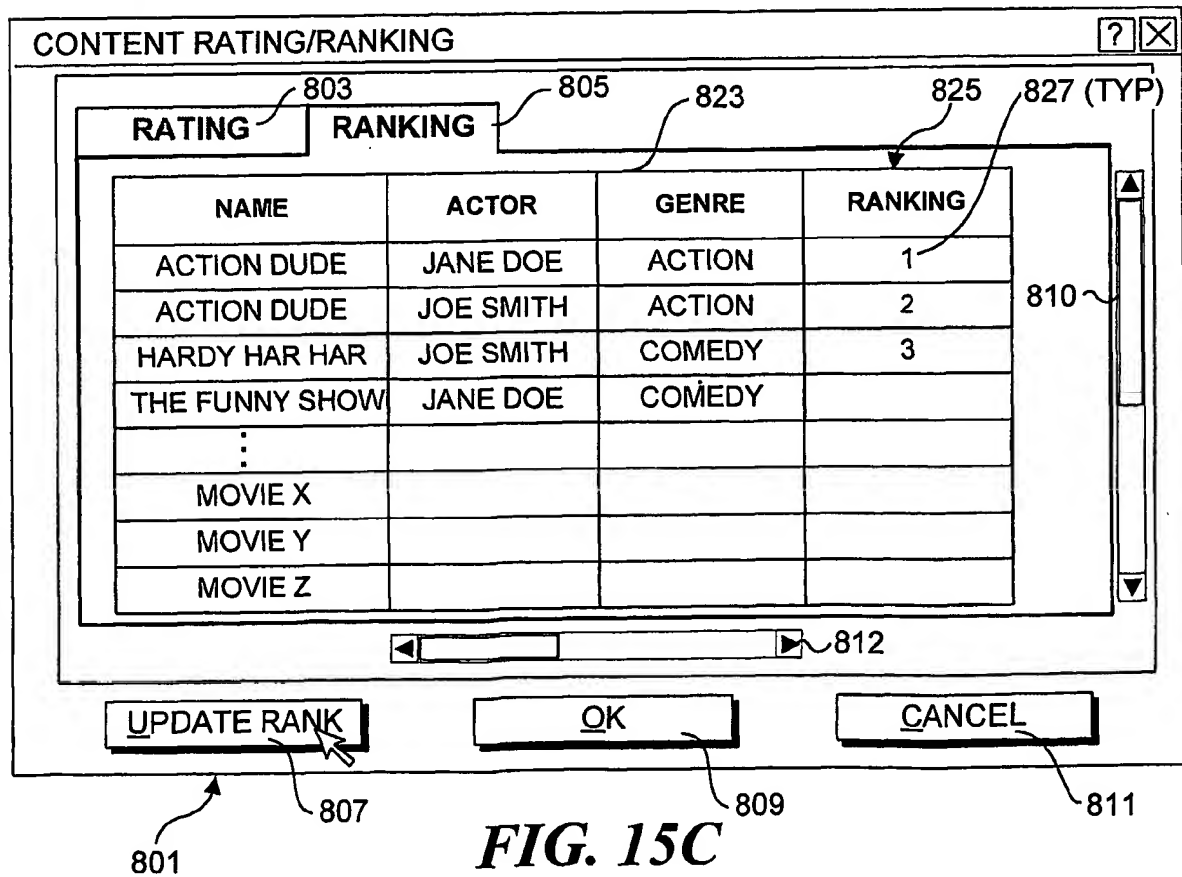 CONTENT RATING/RANKING ?
803 805 823 825 827 (TYP)
RATING RANKING
NAME ACTOR GENRE RANKING
ACTION DUDE JANE DOE ACTION 1
ACTION DUDE JOE SMITH ACTION 2
810
HARDY HAR HAR JOE SMITH COMEDY 3
THE FUNNY SHOW JANE DOE COMEDY
MOVIE X
MOVIE Y
MOVIE Z
812
UPDATE RANK OK CANCEL
807 809 811
801
FIG. 15C